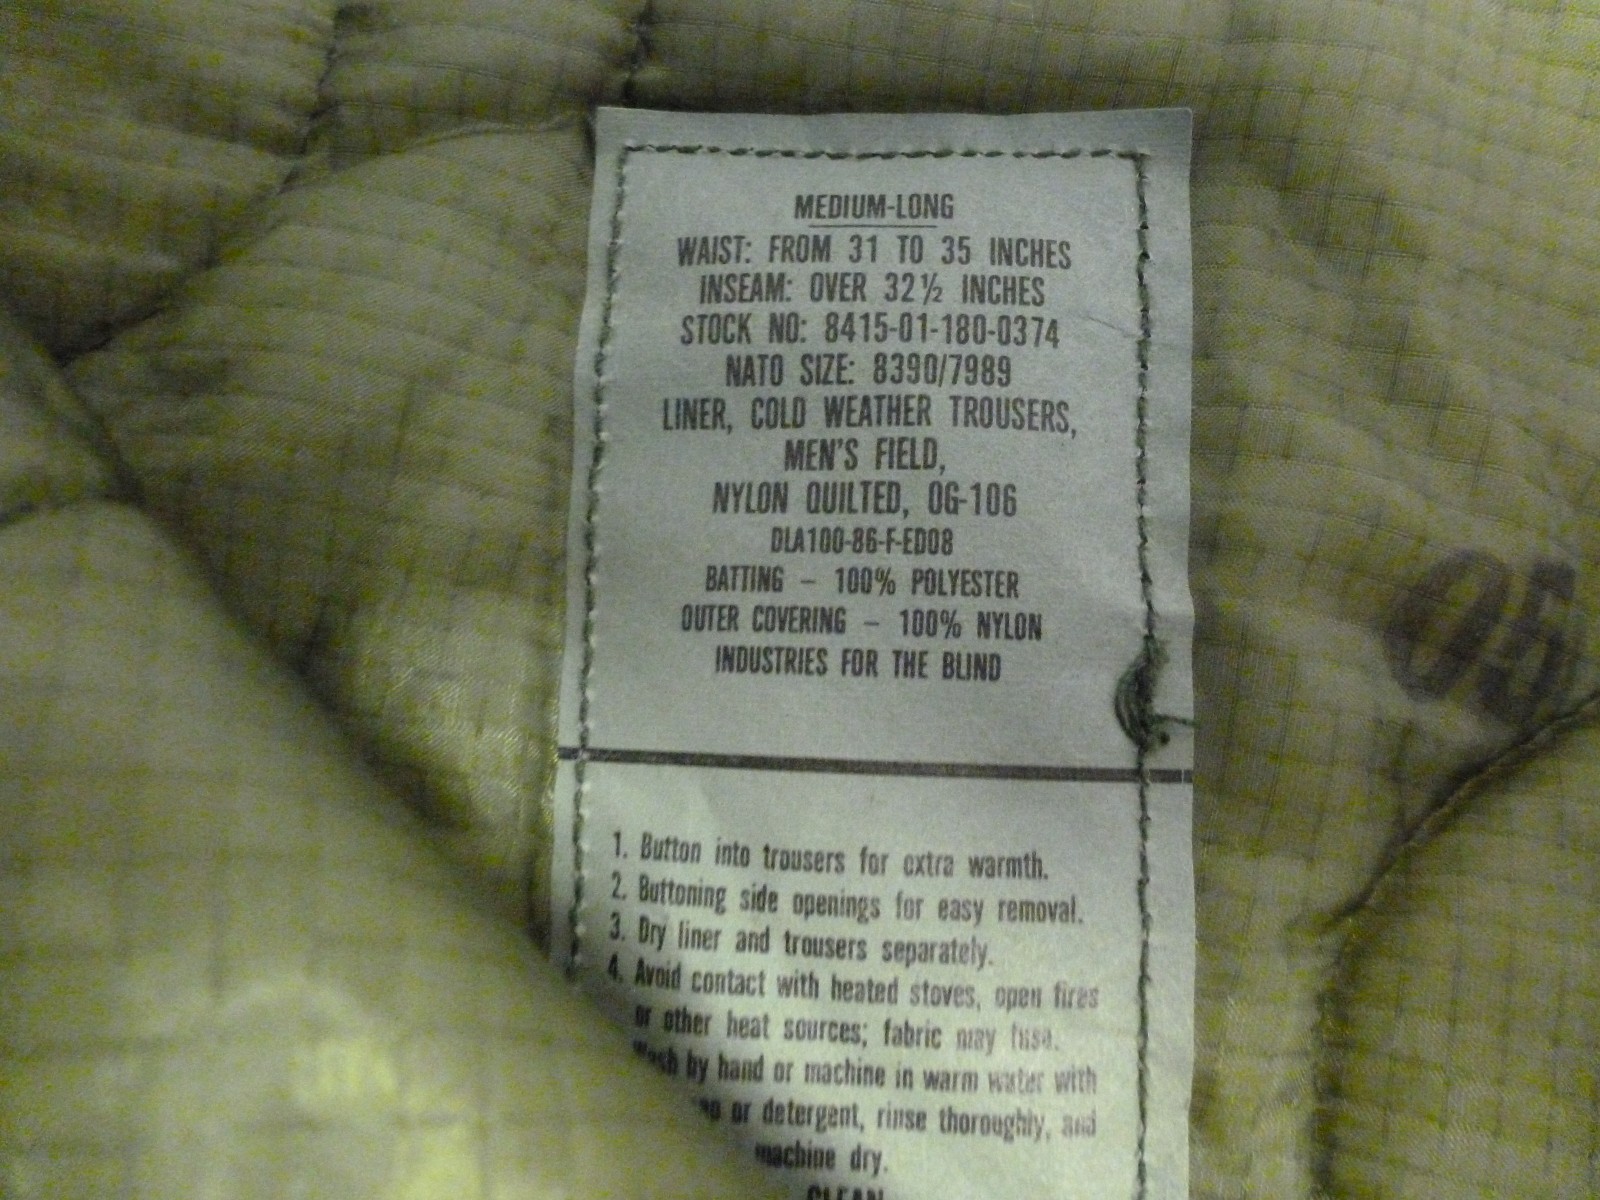 MEDIUM-LONG
WAIST: FROM 31 TO 35 INCHES
INSEAM: OVER 32½ INCHES
STOCK NO: 8415-01-180-0374
NATO SIZE: 8390/7989
LINER, COLD WEATHER TROUSERS,
MEN'S FIELD,
NYLON QUILTED, OG-106
DLA100-86-F-ED08
BATTING – 100% POLYESTER
OUTER COVERING – 100% NYLON
INDUSTRIES FOR THE BLIND
05
1. Button into trousers for extra warmth.
2. Buttoning side openings for easy removal.
3. Dry liner and trousers separately.
4. Avoid contact with heated stoves, open fires
or other heat sources; fabric may fuse.
Wash by hand or machine in warm water with
or detergent, rinse thoroughly, and
machine dry.
CLEAN